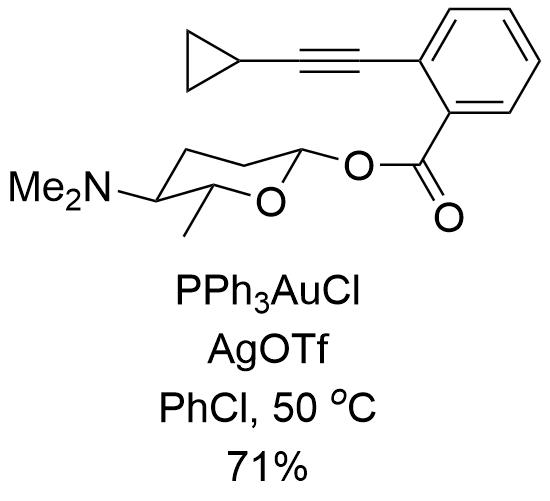 Me₂N
O
O
O
PPh₃AuCl
AgOTf
PhCl, 50 °C
71%